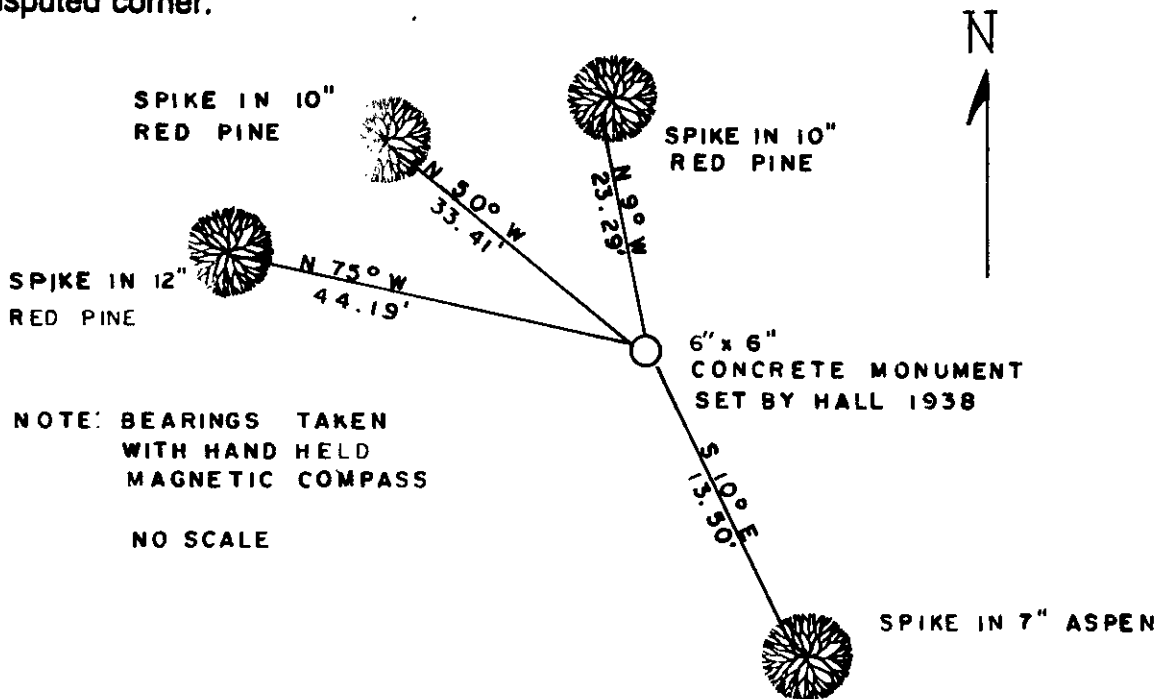 isputed corner.
N
SPIKE IN 10"
RED PINE
SPIKE IN 10"
RED PINE
N 50° W
33.41'
N 9° W
23.29'
SPIKE IN 12"
RED PINE
N 75° W
44.19'
6" x 6"
CONCRETE MONUMENT
SET BY HALL 1938
NOTE: BEARINGS TAKEN
WITH HAND HELD
MAGNETIC COMPASS
NO SCALE
S 10° E
13.50'
SPIKE IN 7" ASPEN